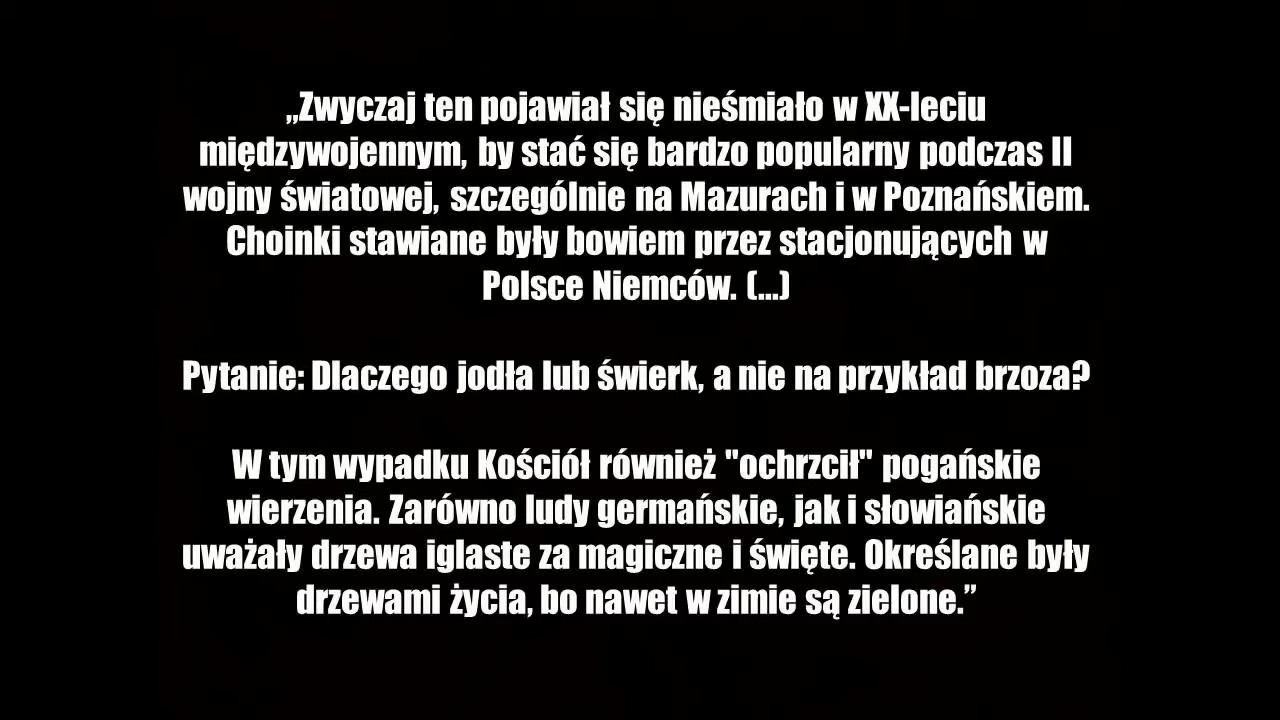 „Zwyczaj ten pojawiał się nieśmiało w XX-leciu
międzywojennym, by stać się bardzo popularny podczas II
wojny światowej, szczególnie na Mazurach i w Poznańskiem.
Choinki stawiane były bowiem przez stacjonujących w
Polsce Niemców. (...)
Pytanie: Dlaczego jodła lub świerk, a nie na przykład brzoza?
W tym wypadku Kościół również "ochrzcił" pogańskie
wierzenia. Zarówno ludy germańskie, jak i słowiańskie
uważały drzewa iglaste za magiczne i święte. Określane były
drzewami życia, bo nawet w zimie są zielone.”